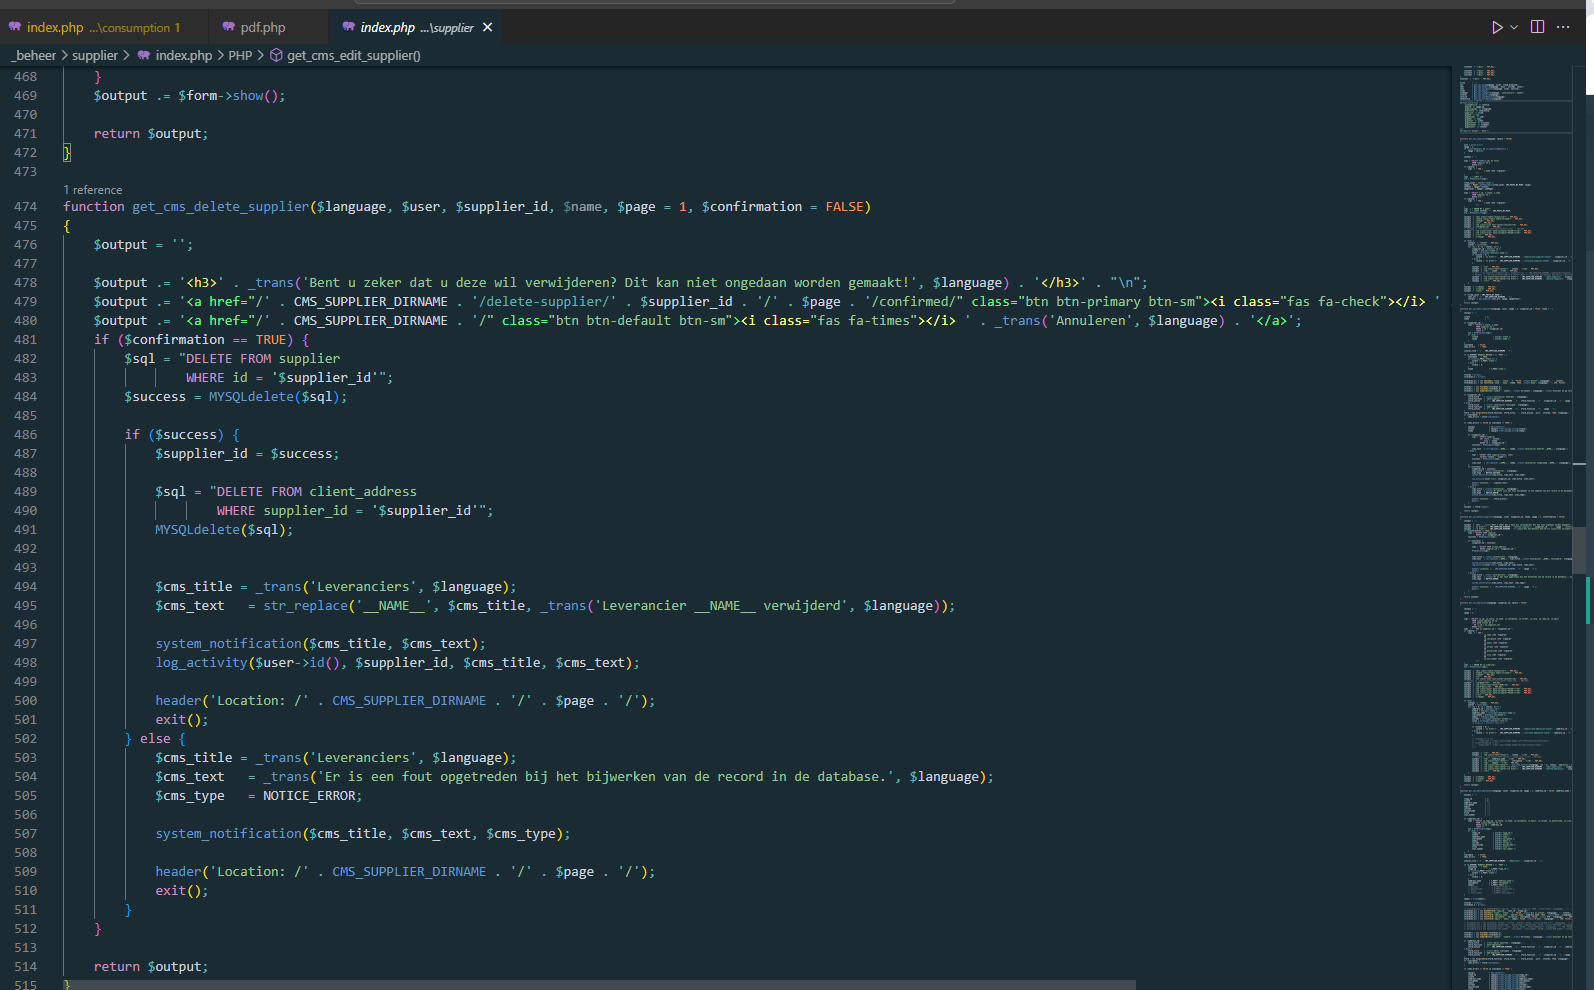 index.php ...\consumption 1
pdf.php
index.php ...\supplier
_beheer > supplier > index.php > PHP > get_cms_edit_supplier()
468 }
469 $output .= $form->show();
470
471 return $output;
472 }
473
1 reference
474 function get_cms_delete_supplier($language, $user, $supplier_id, $name, $page = 1, $confirmation = FALSE)
475 {
476 $output = '';
477
478 $output .= '<h3>' . _trans('Bent u zeker dat u deze wil verwijderen? Dit kan niet ongedaan worden gemaakt!', $language) . '</h3>' . "\n";
479 $output .= '<a href="/' . CMS_SUPPLIER_DIRNAME . '/delete-supplier/' . $supplier_id . '/' . $page . '/confirmed/" class="btn btn-primary btn-sm"><i class="fas fa-check"></i> '
480 $output .= '<a href="/' . CMS_SUPPLIER_DIRNAME . '/" class="btn btn-default btn-sm"><i class="fas fa-times"></i> ' . _trans('Annuleren', $language) . '</a>';
481 if ($confirmation == TRUE) {
482 $sql = "DELETE FROM supplier
483 WHERE id = '$supplier_id'";
484 $success = MYSQLdelete($sql);
485
486 if ($success) {
487 $supplier_id = $success;
488
489 $sql = "DELETE FROM client_address
490 WHERE supplier_id = '$supplier_id'";
491 MYSQLdelete($sql);
492
493
494 $cms_title = _trans('Leveranciers', $language);
495 $cms_text = str_replace('__NAME__', $cms_title, _trans('Leverancier __NAME__ verwijderd', $language));
496
497 system_notification($cms_title, $cms_text);
498 log_activity($user->id(), $supplier_id, $cms_title, $cms_text);
499
500 header('Location: /' . CMS_SUPPLIER_DIRNAME . '/' . $page . '/');
501 exit();
502 } else {
503 $cms_title = _trans('Leveranciers', $language);
504 $cms_text = _trans('Er is een fout opgetreden bij het bijwerken van de record in de database.', $language);
505 $cms_type = NOTICE_ERROR;
506
507 system_notification($cms_title, $cms_text, $cms_type);
508
509 header('Location: /' . CMS_SUPPLIER_DIRNAME . '/' . $page . '/');
510 exit();
511 }
512 }
513
514 return $output;
515 }